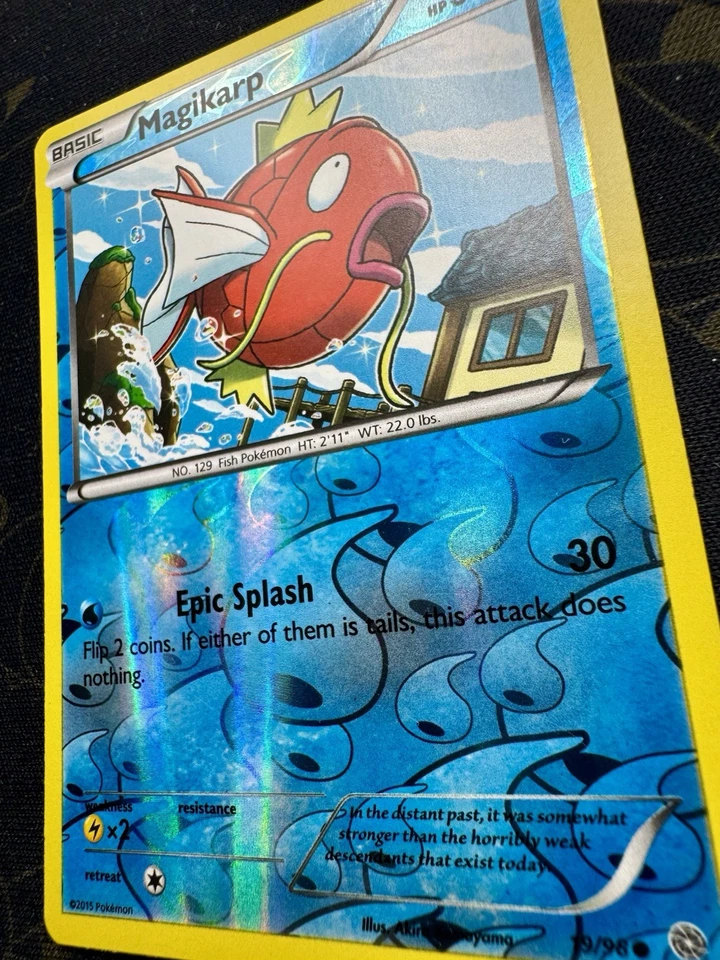 BASIC
Magikarp
HP
NO. 129 Fish Pokémon HT: 2'11" WT: 22.0 lbs.
Epic Splash
30
Flip 2 coins. If either of them is tails, this attack does
nothing.
weakness
resistance
×2
In the distant past, it was somewhat
stronger than the horribly weak
descendants that exist today.
retreat
©2015 Pokémon
Illus.
19/98